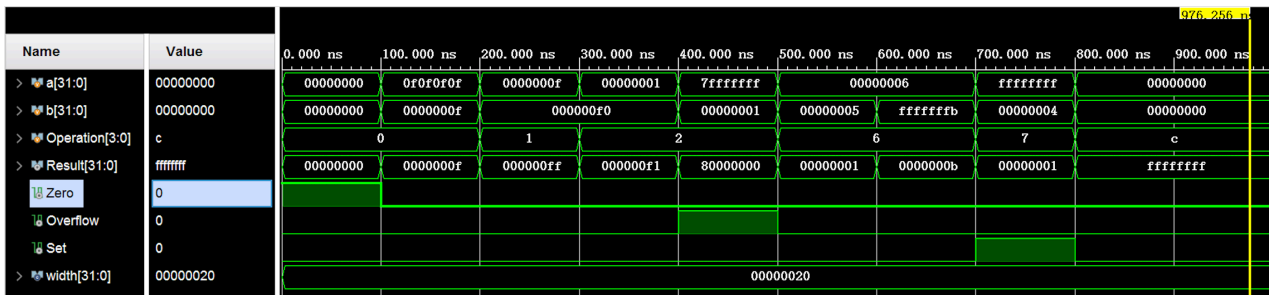 976.256 n
Name Value
0.000 ns 100.000 ns 200.000 ns 300.000 ns 400.000 ns 500.000 ns 600.000 ns 700.000 ns 800.000 ns 900.000 ns
a[31:0] 00000000 00000000 0f0f0f0f 0000000f 00000001 7fffffff 00000006 ffffffff 00000000
b[31:0] 00000000 00000000 0000000f 000000f0 00000001 00000005 fffffffb 00000004 00000000
Operation[3:0] c 0 1 2 6 7 c
Result[31:0] ffffffff 00000000 0000000f 000000ff 000000f1 80000000 00000001 0000000b 00000001 ffffffff
Zero 0
Overflow 0
Set 0
width[31:0] 00000020 00000020